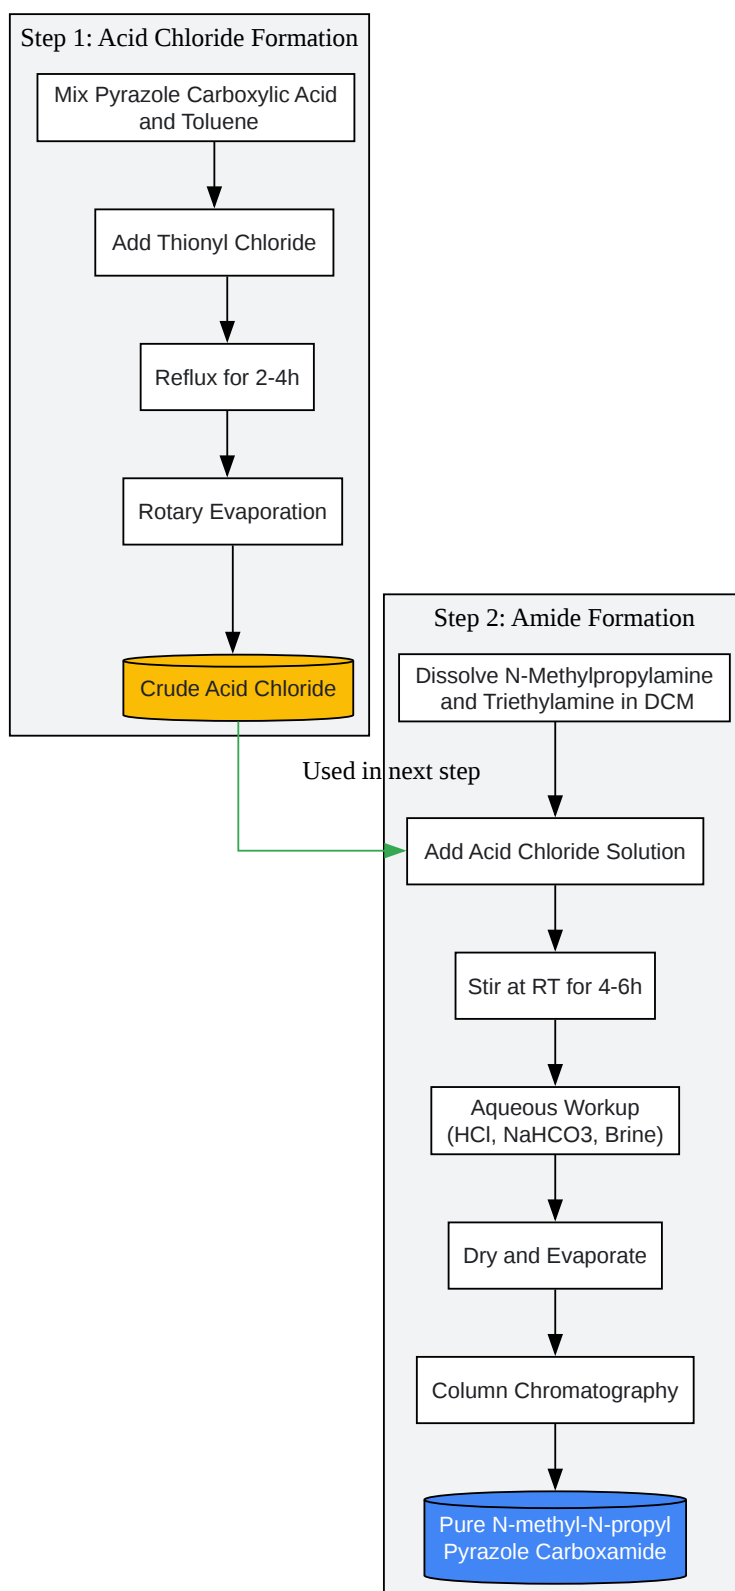 Step 1: Acid Chloride Formation
Mix Pyrazole Carboxylic Acid
and Toluene
Add Thionyl Chloride
Reflux for 2-4h
Rotary Evaporation
Crude Acid Chloride
Used in next step
Step 2: Amide Formation
Dissolve N-Methylpropylamine
and Triethylamine in DCM
Add Acid Chloride Solution
Stir at RT for 4-6h
Aqueous Workup
(HCl, NaHCO3, Brine)
Dry and Evaporate
Column Chromatography
Pure N-methyl-N-propyl
Pyrazole Carboxamide